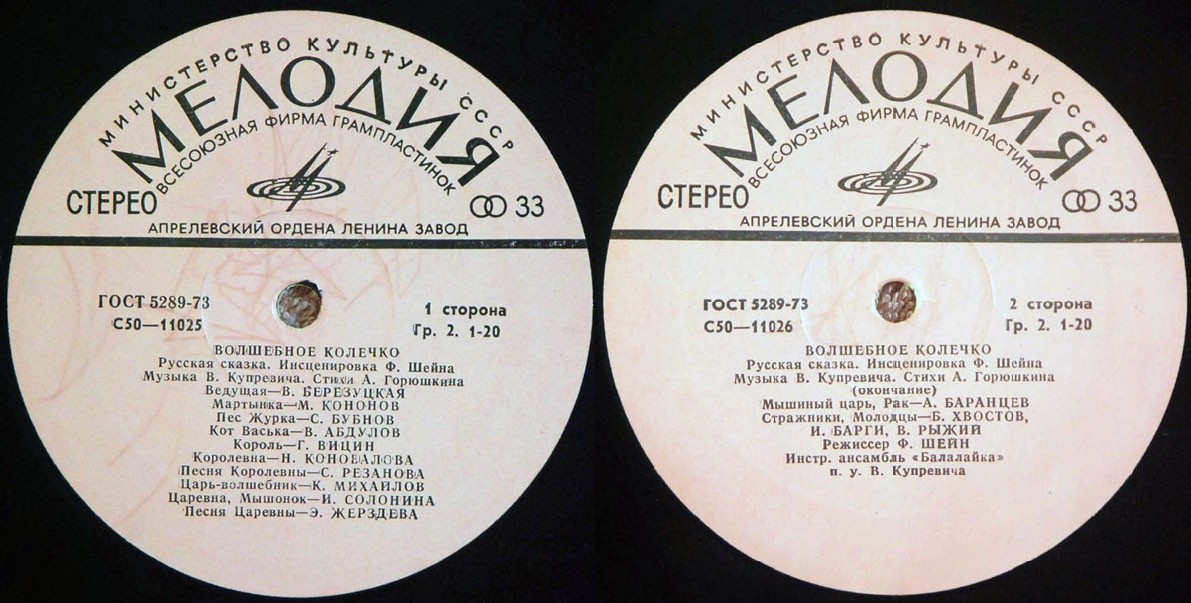 МИНИСТЕРСТВО КУЛЬТУРЫ СССР
МЕЛОДИЯ
ВСЕСОЮЗНАЯ ФИРМА ГРАМПЛАСТИНОК
СТЕРЕО 33
АПРЕЛЕВСКИЙ ОРДЕНА ЛЕНИНА ЗАВОД
ГОСТ 5289-73
С50—11025
1 сторона
Гр. 2. 1-20
ВОЛШЕБНОЕ КОЛЕЧКО
Русская сказка. Инсценировка Ф. Шейна
Музыка В. Купревича. Стихи А. Горюшкина
Ведущая—В. БЕРЕЗУЦКАЯ
Мартынка—М. КОНОНОВ
Пес Журка—С. БУБНОВ
Кот Васька—В. АБДУЛОВ
Король—Г. ВИЦИН
Королевна—Н. КОНОВАЛОВА
Песня Королевны—С. РЕЗАНОВА
Царь-волшебник—К. МИХАЙЛОВ
Царевна, Мышонок—И. СОЛОНИНА
Песня Царевны—Э. ЖЕРЗДЕВА
МИНИСТЕРСТВО КУЛЬТУРЫ СССР
МЕЛОДИЯ
ВСЕСОЮЗНАЯ ФИРМА ГРАМПЛАСТИНОК
СТЕРЕО 33
АПРЕЛЕВСКИЙ ОРДЕНА ЛЕНИНА ЗАВОД
ГОСТ 5289-73
С50—11026
2 сторона
Гр. 2. 1-20
ВОЛШЕБНОЕ КОЛЕЧКО
Русская сказка. Инсценировка Ф. Шейна
Музыка В. Купревича. Стихи А. Горюшкина
(окончание)
Мышиный царь, Рак—А. БАРАНЦЕВ
Стражники, Молодцы—Б. ХВОСТОВ,
И. БАРГИ, В. РЫЖИЙ
Режиссер Ф. ШЕЙН
Инстр. ансамбль «Балалайка»
п. у. В. Купревича